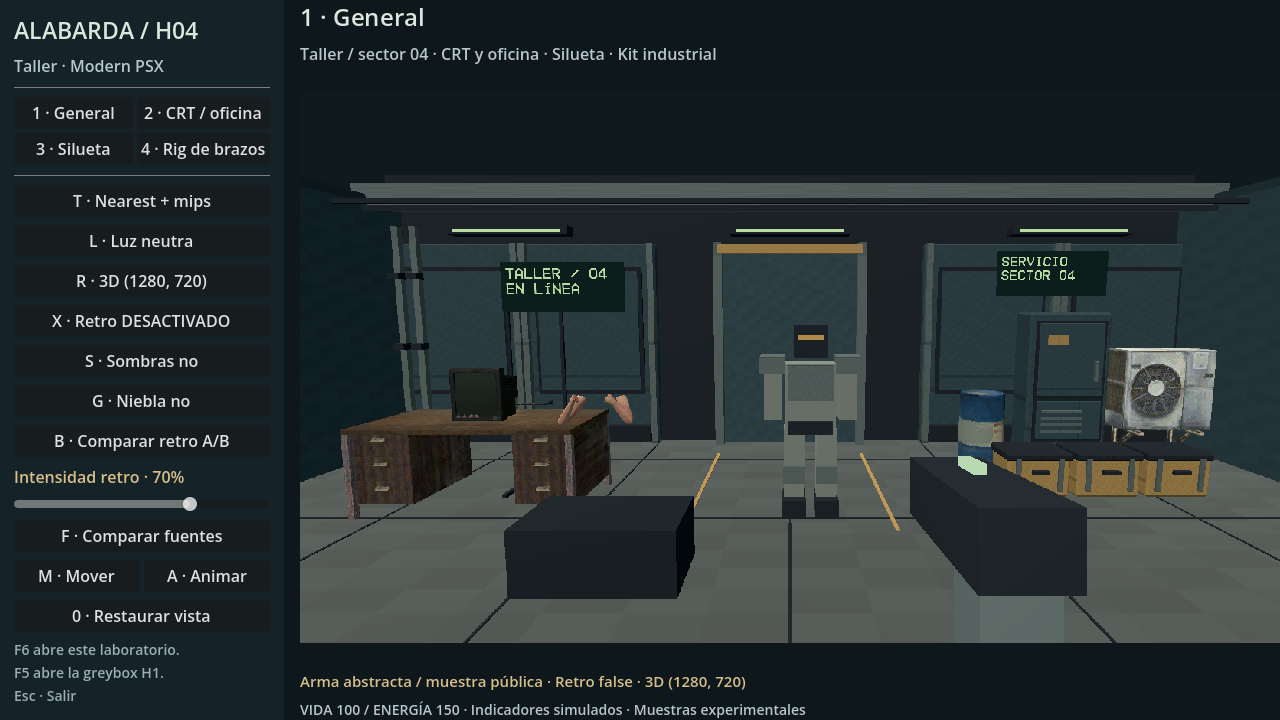 ALABARDA / H04
Taller · Modern PSX
1 · General
2 · CRT / oficina
3 · Silueta
4 · Rig de brazos
T · Nearest + mips
L · Luz neutra
R · 3D (1280, 720)
X · Retro DESACTIVADO
S · Sombras no
G · Niebla no
B · Comparar retro A/B
Intensidad retro · 70%
F · Comparar fuentes
M · Mover
A · Animar
0 · Restaurar vista
F6 abre este laboratorio.
F5 abre la greybox H1.
Esc · Salir
1 · General
Taller / sector 04 · CRT y oficina · Silueta · Kit industrial
TALLER / 04
EN LÍNEA
SERVICIO
SECTOR 04
Arma abstracta / muestra pública · Retro false · 3D (1280, 720)
VIDA 100 / ENERGÍA 150 · Indicadores simulados · Muestras experimentales